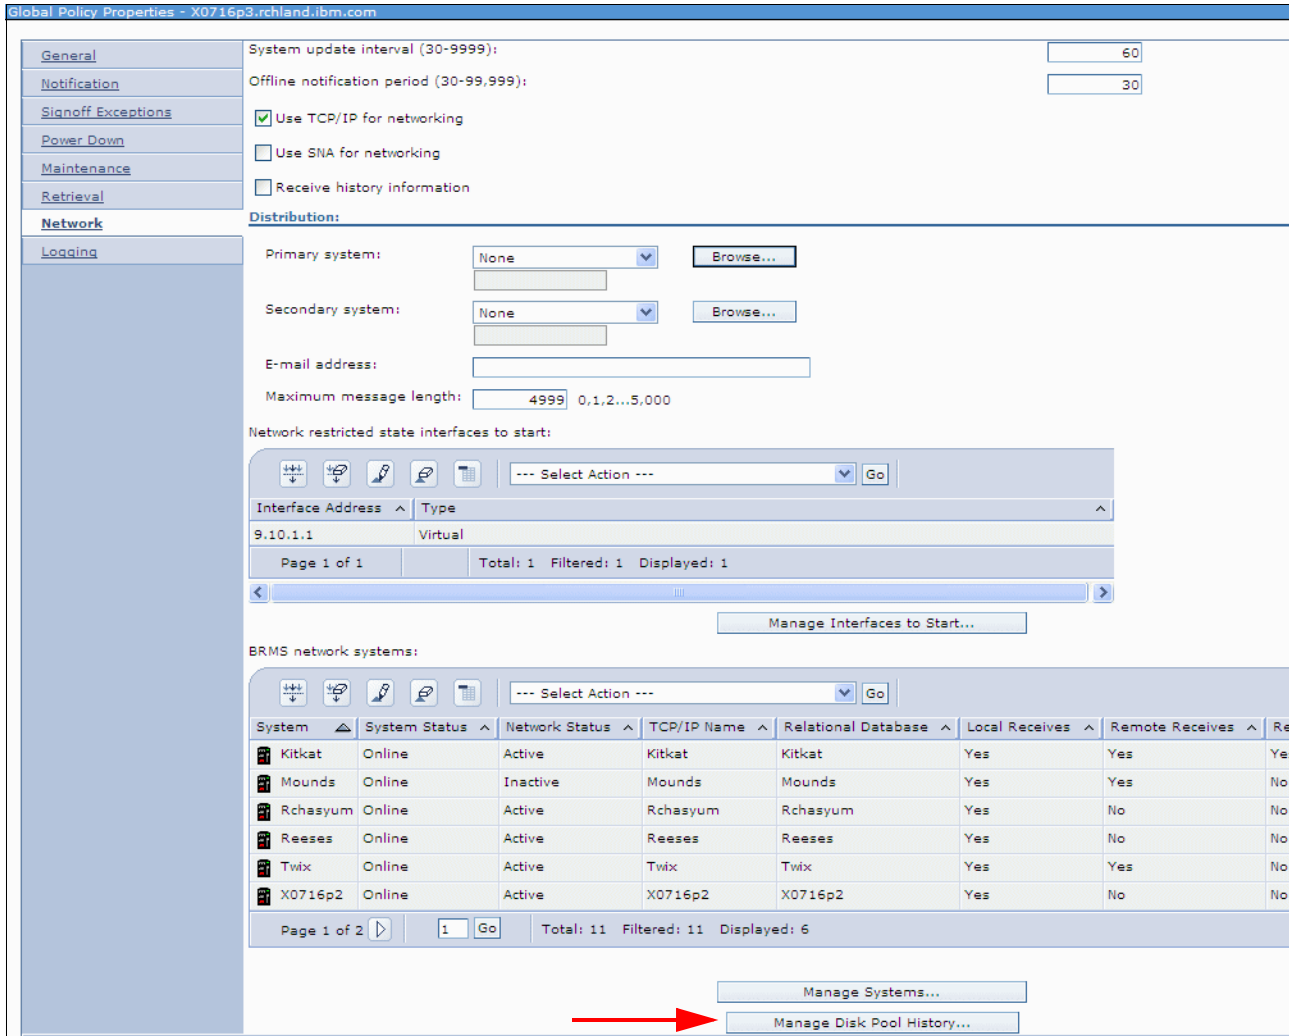 Global Policy Properties - X0716p3.rchland.ibm.com
General
Notification
Signoff Exceptions
Power Down
Maintenance
Retrieval
Network
Logging
System update interval (30-9999): 60
Offline notification period (30-99,999): 30
Use TCP/IP for networking
Use SNA for networking
Receive history information
Distribution:
Primary system: None Browse...
Secondary system: None Browse...
E-mail address:
Maximum message length: 4999 0,1,2...5,000
Network restricted state interfaces to start:
--- Select Action --- Go
Interface Address Type
9.10.1.1 Virtual
Page 1 of 1 Total: 1 Filtered: 1 Displayed: 1
Manage Interfaces to Start...
BRMS network systems:
--- Select Action --- Go
System System Status Network Status TCP/IP Name Relational Database Local Receives Remote Receives Re
Kitkat Online Active Kitkat Kitkat Yes Yes Ye
Mounds Online Inactive Mounds Mounds Yes Yes No
Rchasyum Online Active Rchasyum Rchasyum Yes No No
Reeses Online Active Reeses Reeses Yes No No
Twix Online Active Twix Twix Yes Yes No
X0716p2 Online Active X0716p2 X0716p2 Yes No No
Page 1 of 2 1 Go Total: 11 Filtered: 11 Displayed: 6
Manage Systems...
Manage Disk Pool History...